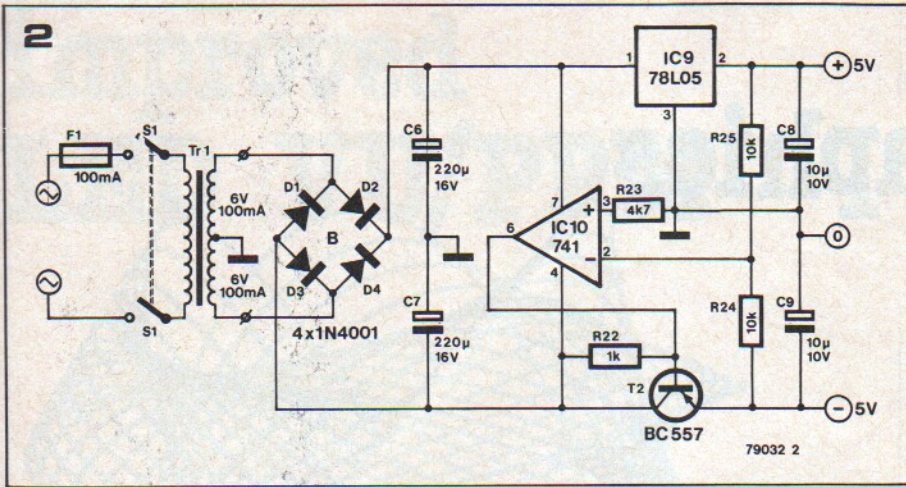 2
F1
100mA
S1
S1
Tr1
6V
100mA
6V
100mA
D1
D2
B
D3
D4
4x1N4001
C6
220µ
16V
C7
220µ
16V
1
IC9
78L05
2
3
7
6
IC10
741
4
+
3
−
2
R23
4k7
R22
1k
T2
BC557
R25
10k
R24
10k
C8
10µ
10V
C9
10µ
10V
+ 5V
0
− 5V
79032 2